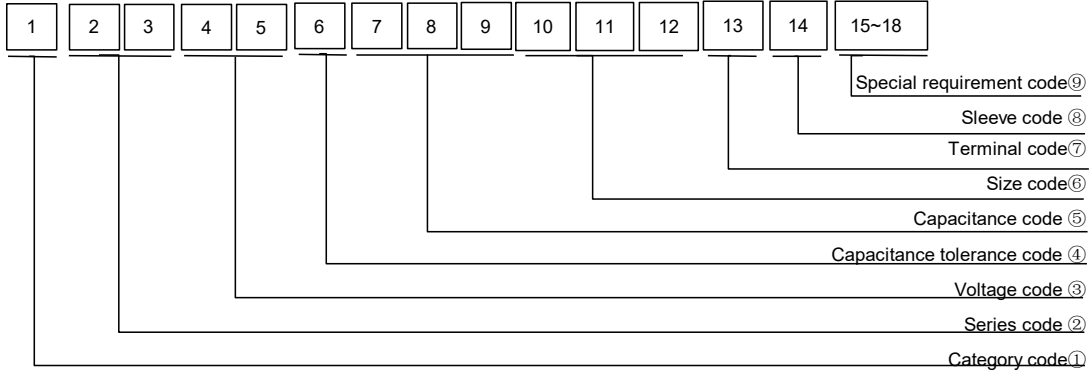 1 2 3 4 5 6 7 8 9 10 11 12 13 14 15~18
Special requirement code⑨
Sleeve code ⑧
Terminal code⑦
Size code⑥
Capacitance code ⑤
Capacitance tolerance code ④
Voltage code ③
Series code ②
Category code①